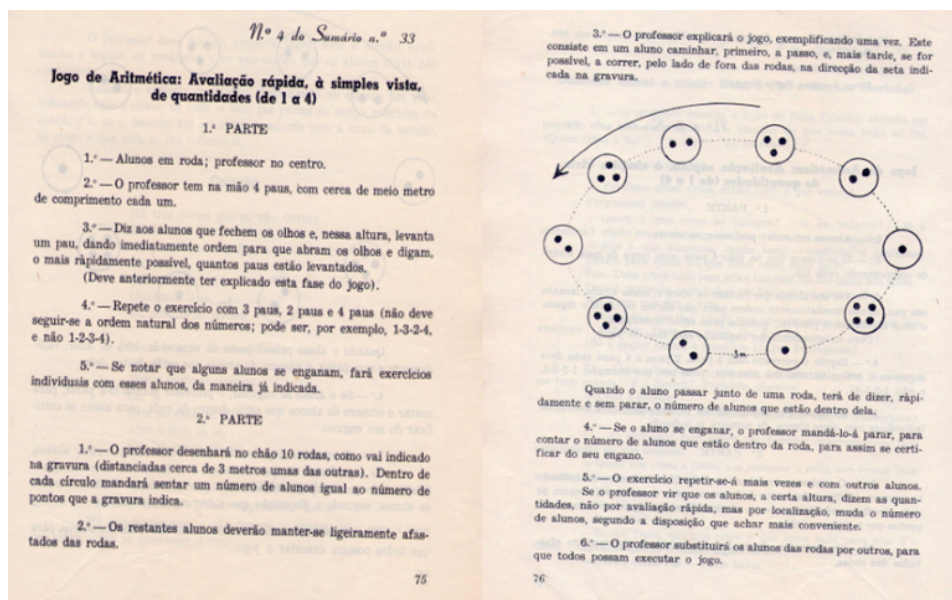 N.º 4 do Sumário n.º 33
Jogo de Aritmética: Avaliação rápida, à simples vista,
de quantidades (de 1 a 4)
1.ª PARTE
1.º — Alunos em roda; professor no centro.
2.º — O professor tem na mão 4 paus, com cerca de meio metro
de comprimento cada um.
3.º — Diz aos alunos que fechem os olhos e, nessa altura, levanta
um pau, dando imediatamente ordem para que abram os olhos e digam,
o mais ràpidamente possível, quantos paus estão levantados.
(Deve anteriormente ter explicado esta fase do jogo).
4.º — Repete o exercício com 3 paus, 2 paus e 4 paus (não deve
seguir-se a ordem natural dos números; pode ser, por exemplo, 1-3-2-4,
e não 1-2-3-4).
5.º — Se notar que alguns alunos se enganam, fará exercícios
individuais com esses alunos, da maneira já indicada.
2.ª PARTE
1.º — O professor desenhará no chão 10 rodas, como vai indicado
na gravura (distanciadas cerca de 3 metros umas das outras). Dentro de
cada círculo mandará sentar um número de alunos igual ao número de
pontos que a gravura indica.
2.º — Os restantes alunos deverão manter-se ligeiramente afas-
tados das rodas.
75
3.º — O professor explicará o jogo, exemplificando uma vez. Este
consiste em um aluno caminhar, primeiro, a passo, e, mais tarde, se for
possível, a correr, pelo lado de fora das rodas, na direcção da seta indi-
cada na gravura.
3m
Quando o aluno passar junto de uma roda, terá de dizer, ràpi-
damente e sem parar, o número de alunos que estão dentro dela.
4.º — Se o aluno se enganar, o professor mandá-lo-á parar, para
contar o número de alunos que estão dentro da roda, para assim se certi-
ficar do seu engano.
5.º — O exercício repetir-se-á mais vezes e com outros alunos.
Se o professor vir que os alunos, a certa altura, dizem as quan-
tidades, não por avaliação rápida, mas por localização, muda o número
de alunos, segundo a disposição que achar mais conveniente.
6.º — O professor substituirá os alunos das rodas por outros, para
que todos possam executar o jogo.
76